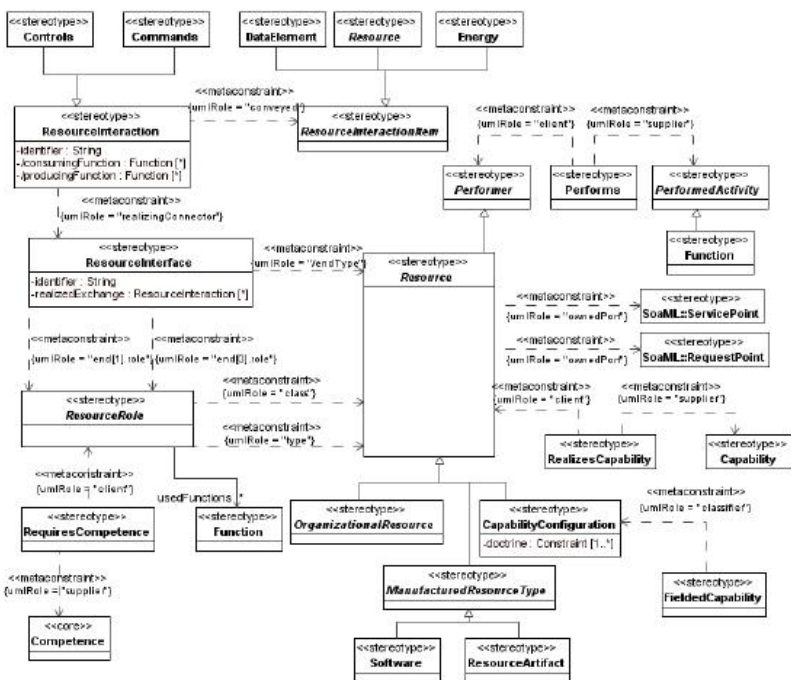 <<stereotype>>
Controls
<<stereotype>>
Commands
<<stereotype>>
DataElement
<<stereotype>>
Resource
<<stereotype>>
Energy
<<metaconstraint>>
{umlRole = "conveyed"}
<<stereotype>>
ResourceInteraction
-identifier : String
-/consumingFunction : Function [*]
-/producingFunction : Function [*]
<<stereotype>>
ResourceInteractionItem
<<metaconstraint>>
{umlRole = "client"}
<<metaconstraint>>
{umlRole = "supplier"}
<<stereotype>>
Performer
<<stereotype>>
Performs
<<stereotype>>
PerformedActivity
<<stereotype>>
Function
<<metaconstraint>>
{umlRole = "realizingConnector"}
<<stereotype>>
ResourceInterface
-identifier : String
-realizedExchange : ResourceInteraction [*]
<<metaconstraint>>
{umlRole = "/endType"}
<<stereotype>>
Resource
<<metaconstraint>>
{umlRole = "ownedPort"}
<<stereotype>>
SoaML::ServicePoint
<<metaconstraint>>
{umlRole = "ownedPort"}
<<stereotype>>
SoaML::RequestPoint
<<metaconstraint>>
{umlRole = "end[1].role"}
<<metaconstraint>>
{umlRole = "end[0].role"}
<<stereotype>>
ResourceRole
<<metaconstraint>>
{umlRole = "class"}
<<metaconstraint>>
{umlRole = "type"}
<<metaconstraint>>
{umlRole = "client"}
<<metaconstraint>>
{umlRole = "supplier"}
<<stereotype>>
RealizesCapability
<<stereotype>>
Capability
<<metaconstraint>>
{umlRole = "client"}
usedFunctions
*
<<stereotype>>
RequiresCompetence
<<stereotype>>
Function
<<stereotype>>
OrganizationalResource
<<stereotype>>
CapabilityConfiguration
-doctrine : Constraint [1..*]
<<metaconstraint>>
{umlRole = "classifier"}
<<stereotype>>
FieldedCapability
<<metaconstraint>>
{umlRole = "supplier"}
<<core>>
Competence
<<stereotype>>
ManufacturedResourceType
<<stereotype>>
Software
<<stereotype>>
ResourceArtifact